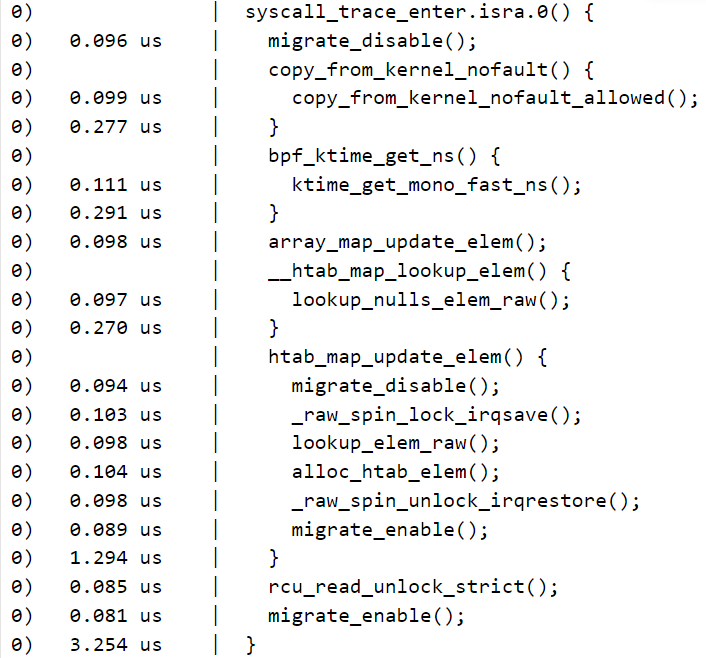 0)               |  syscall_trace_enter.isra.0() {
0)   0.096 us    |    migrate_disable();
0)               |    copy_from_kernel_nofault() {
0)   0.099 us    |      copy_from_kernel_nofault_allowed();
0)   0.277 us    |    }
0)               |    bpf_ktime_get_ns() {
0)   0.111 us    |      ktime_get_mono_fast_ns();
0)   0.291 us    |    }
0)   0.098 us    |    array_map_update_elem();
0)               |    __htab_map_lookup_elem() {
0)   0.097 us    |      lookup_nulls_elem_raw();
0)   0.270 us    |    }
0)               |    htab_map_update_elem() {
0)   0.094 us    |      migrate_disable();
0)   0.103 us    |      _raw_spin_lock_irqsave();
0)   0.098 us    |      lookup_elem_raw();
0)   0.104 us    |      alloc_htab_elem();
0)   0.098 us    |      _raw_spin_unlock_irqrestore();
0)   0.089 us    |      migrate_enable();
0)   1.294 us    |    }
0)   0.085 us    |    rcu_read_unlock_strict();
0)   0.081 us    |    migrate_enable();
0)   3.254 us    |  }